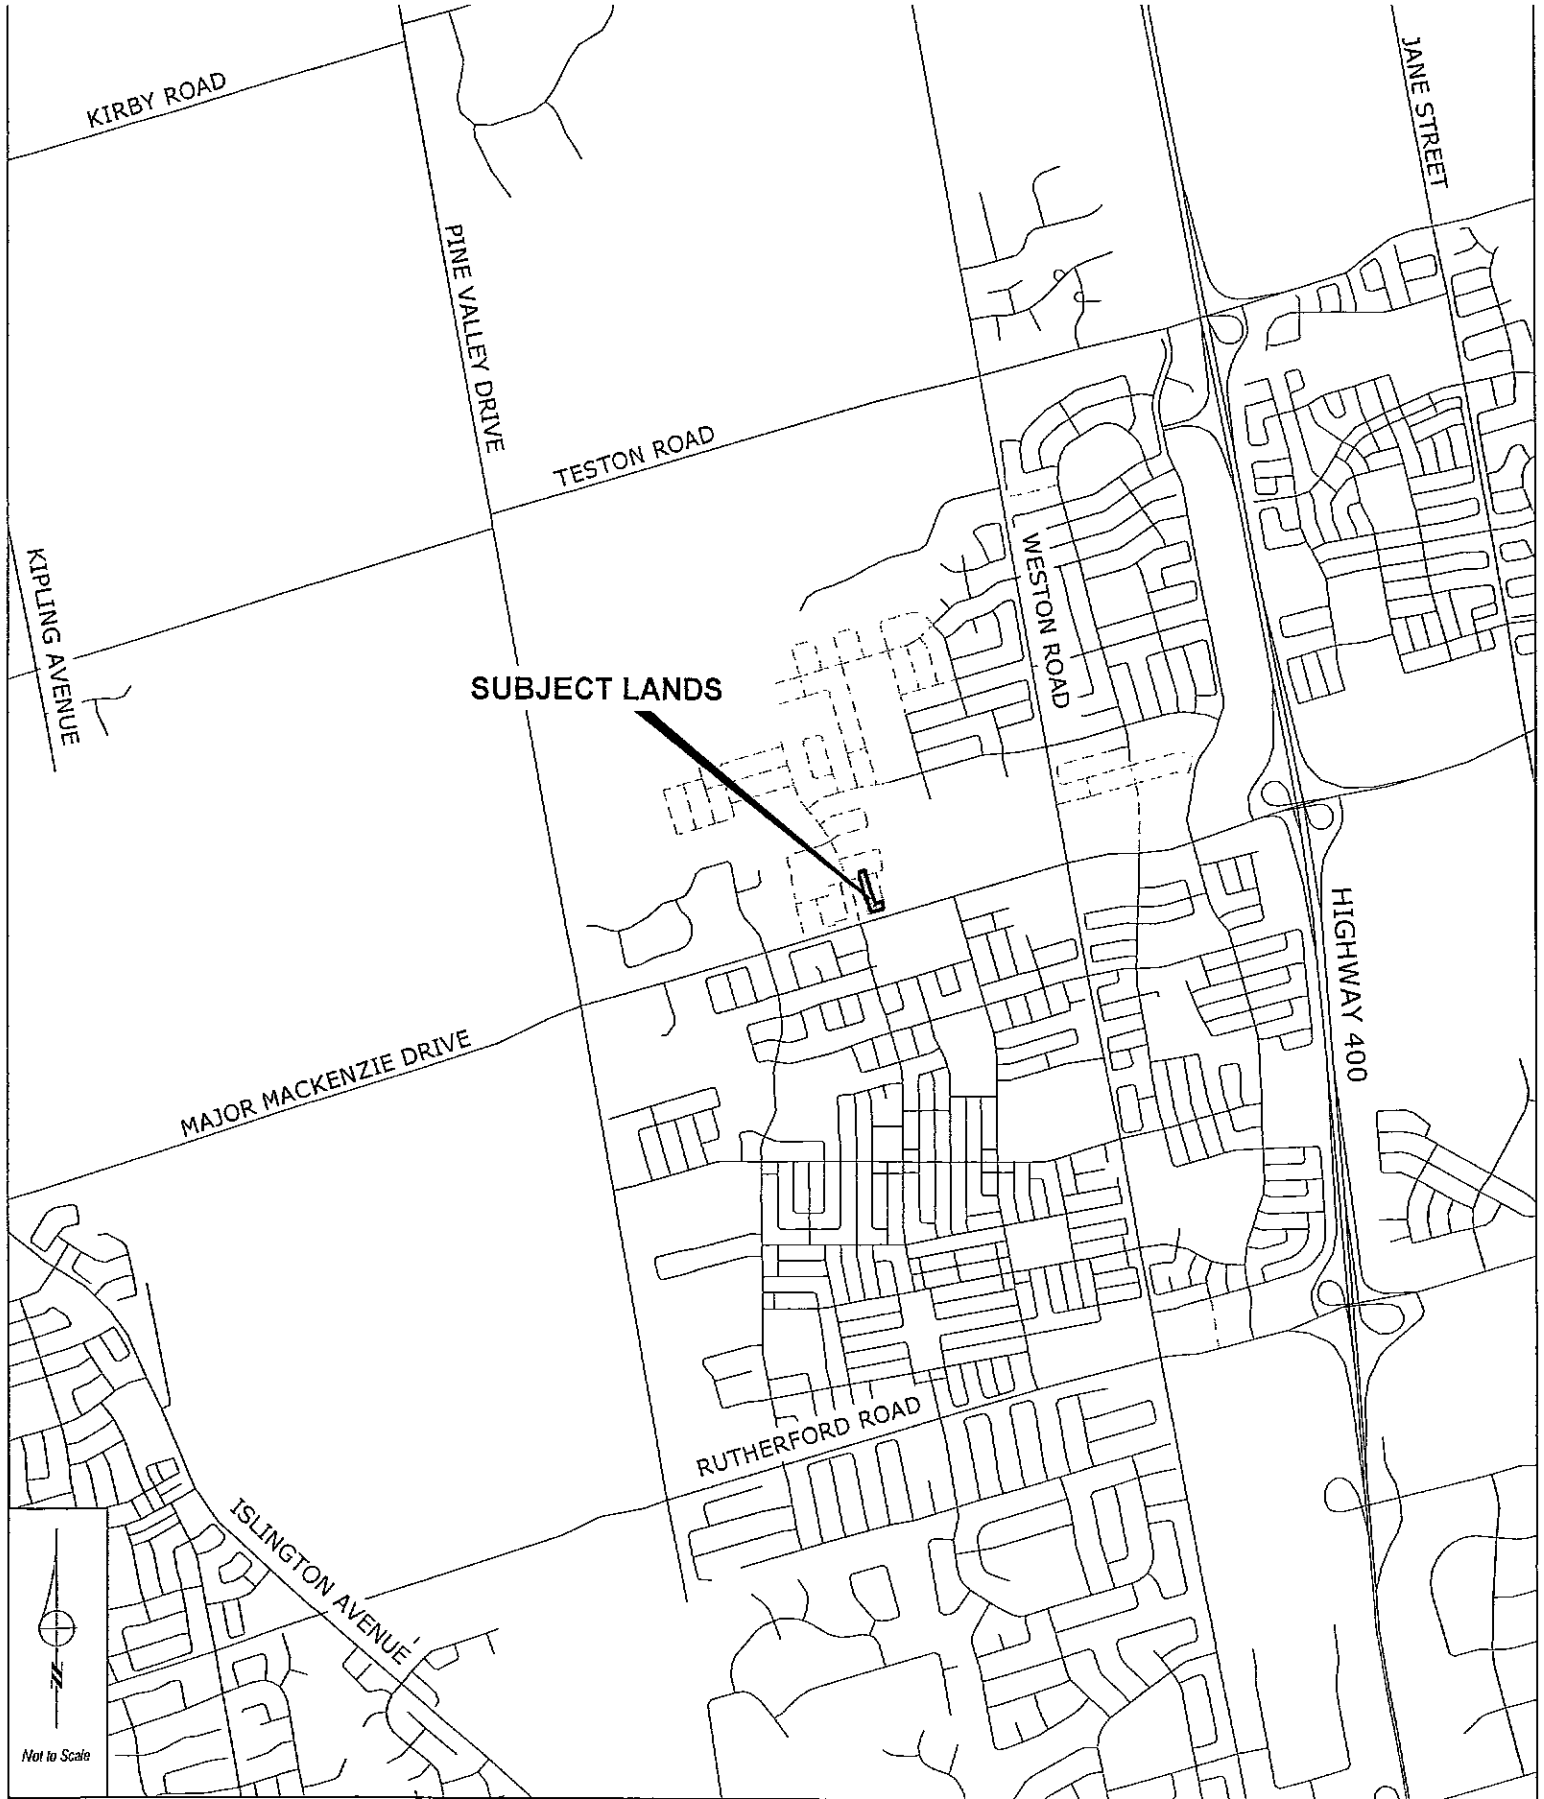 KIRBY ROAD
JANE STREET
PINE VALLEY DRIVE
TESTON ROAD
WESTON ROAD
KIPLING AVENUE
SUBJECT LANDS
HIGHWAY 400
MAJOR MACKENZIE DRIVE
RUTHERFORD ROAD
ISLINGTON AVENUE
N
Not to Scale